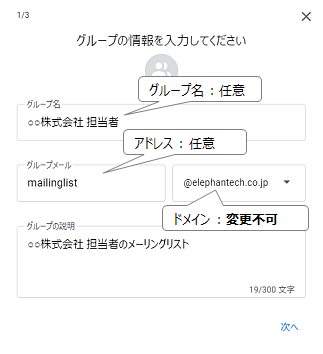 1/3
グループの情報を入力してください
グループ名：任意
グループ名
○○株式会社 担当者
アドレス：任意
グループメール
mailinglist
@elephantech.co.jp
ドメイン：変更不可
グループの説明
○○株式会社 担当者のメーリングリスト
19/300 文字
次へ